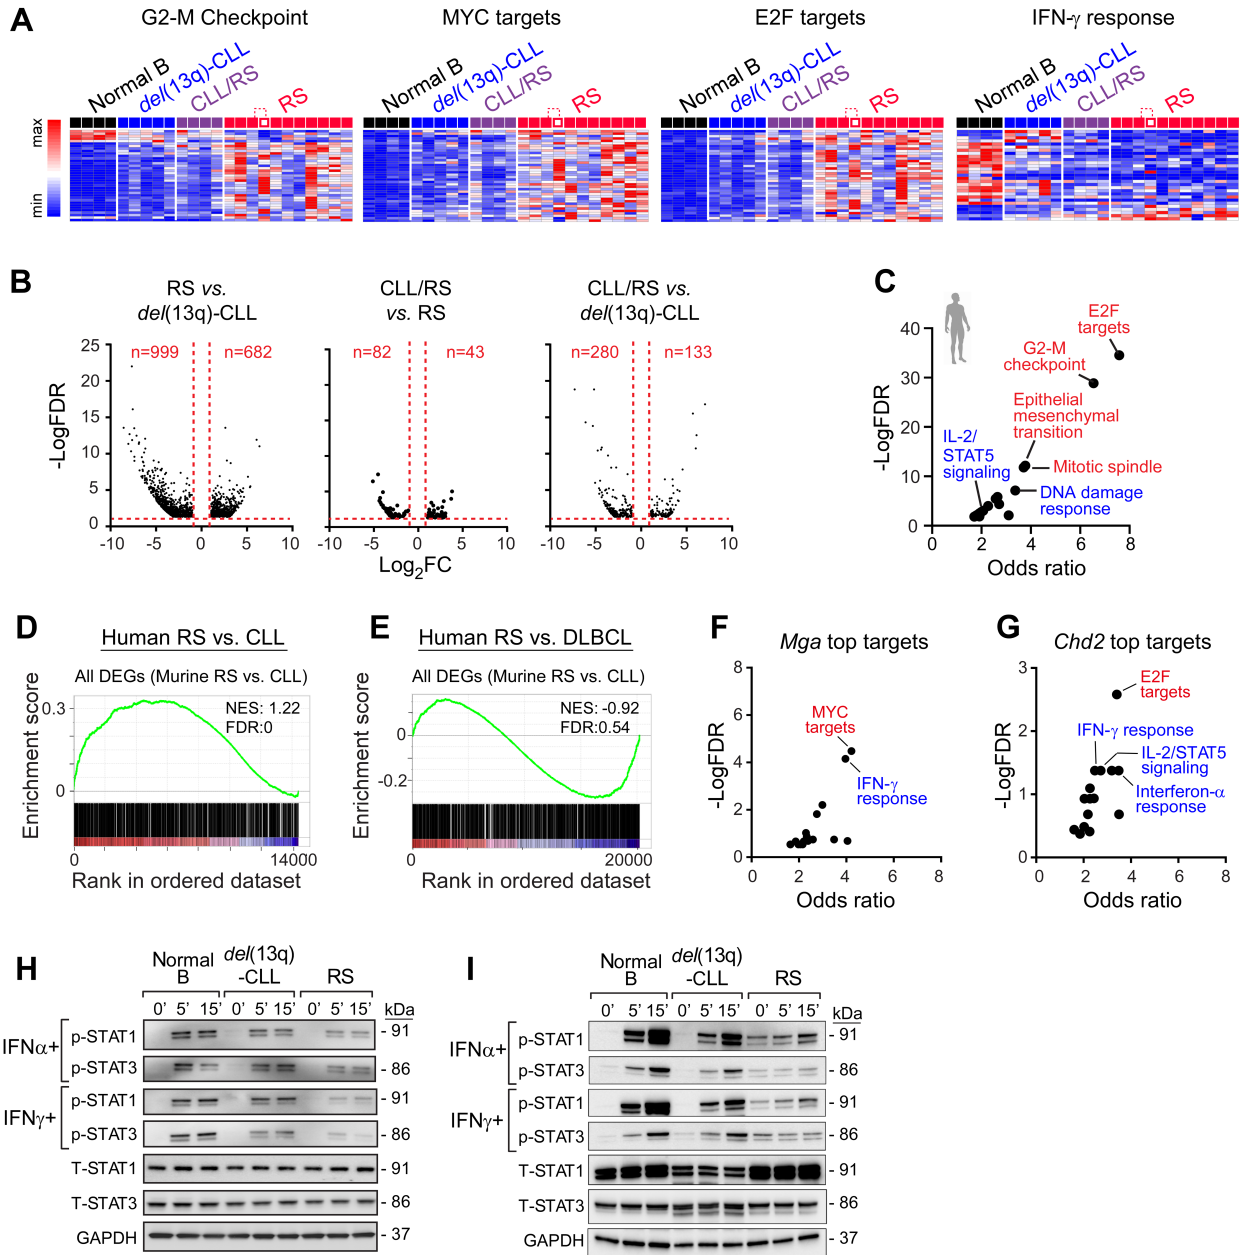 A
G2-M Checkpoint
MYC targets
E2F targets
IFN-γ response
Normal B
del(13q)-CLL
CLL/RS
RS
Normal B
del(13q)-CLL
CLL/RS
RS
Normal B
del(13q)-CLL
CLL/RS
RS
Normal B
del(13q)-CLL
CLL/RS
RS
max
min
B
RS vs.
del(13q)-CLL
CLL/RS
vs. RS
CLL/RS vs.
del(13q)-CLL
n=999
n=682
n=82
n=43
n=280
n=133
-LogFDR
25
20
15
10
5
0
-10 -5 0 5 10
-10 -5 0 5 10
-10 -5 0 5 10
Log2FC
C
E2F
targets
G2-M
checkpoint
Epithelial
mesenchymal
transition
IL-2/
STAT5
signaling
Mitotic spindle
DNA damage
response
-LogFDR
40
30
20
10
0
0 2 4 6 8
Odds ratio
D
Human RS vs. CLL
All DEGs (Murine RS vs. CLL)
NES: 1.22
FDR:0
Enrichment score
0.3
0
0 14000
Rank in ordered dataset
E
Human RS vs. DLBCL
All DEGs (Murine RS vs. CLL)
NES: -0.92
FDR:0.54
Enrichment score
0
-0.2
0 20000
Rank in ordered dataset
F
Mga top targets
MYC
targets
IFN-γ
response
-LogFDR
8
6
4
2
0
0 2 4 6 8
Odds ratio
G
Chd2 top targets
E2F
targets
IFN-γ response
IL-2/STAT5
signaling
Interferon-α
response
-LogFDR
3
2
1
0
0 2 4 6 8
Odds ratio
H
Normal
B
del(13q)
-CLL
RS
0' 5' 15' 0' 5' 15' 0' 5' 15' kDa
IFNα+
p-STAT1 - 91
p-STAT3 - 86
IFNγ+
p-STAT1 - 91
p-STAT3 - 86
T-STAT1 - 91
T-STAT3 - 86
GAPDH - 37
I
Normal
B
del(13q)
-CLL
RS
0' 5' 15' 0' 5' 15' 0' 5' 15' kDa
IFNα+
p-STAT1 - 91
p-STAT3 - 86
IFNγ+
p-STAT1 - 91
p-STAT3 - 86
T-STAT1 - 91
T-STAT3 - 86
GAPDH - 37